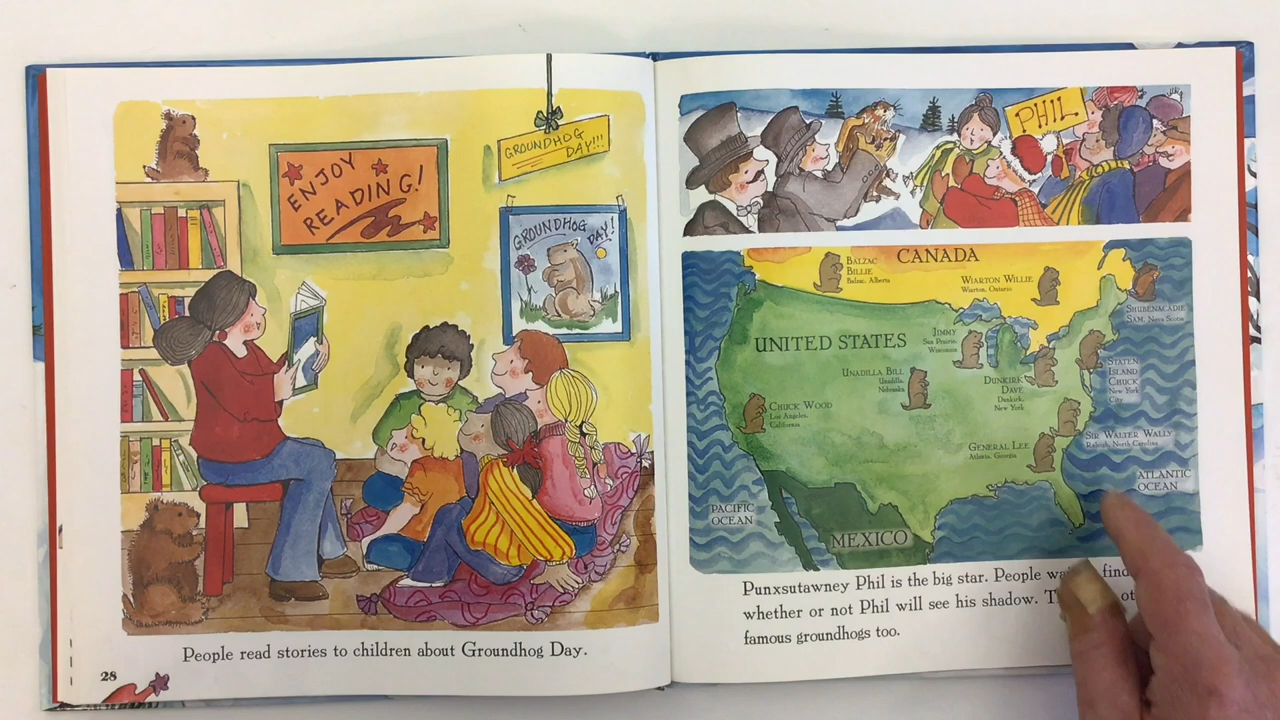 ENJOY
READING!
GROUNDHOG
DAY!!!
GROUNDHOG
DAY!
People read stories to children about Groundhog Day.
28
PHIL
CANADA
BALZAC
BILLIE
Balzac, Alberta
WIARTON WILLIE
Wiarton, Ontario
SHUBENACADIE
SAM, Nova Scotia
UNITED STATES
JIMMY
Sun Prairie,
Wisconsin
UNADILLA BILL
Unadilla,
Nebraska
DUNKIRK
DAVE
Dunkirk,
New York
STATEN
ISLAND
CHUCK
New York
City
CHUCK WOOD
Los Angeles,
California
GENERAL LEE
Atlanta, Georgia
SIR WALTER WALLY
Raleigh, North Carolina
ATLANTIC
OCEAN
PACIFIC
OCEAN
MEXICO
Punxsutawney Phil is the big star. People find
whether or not Phil will see his shadow.
famous groundhogs too.